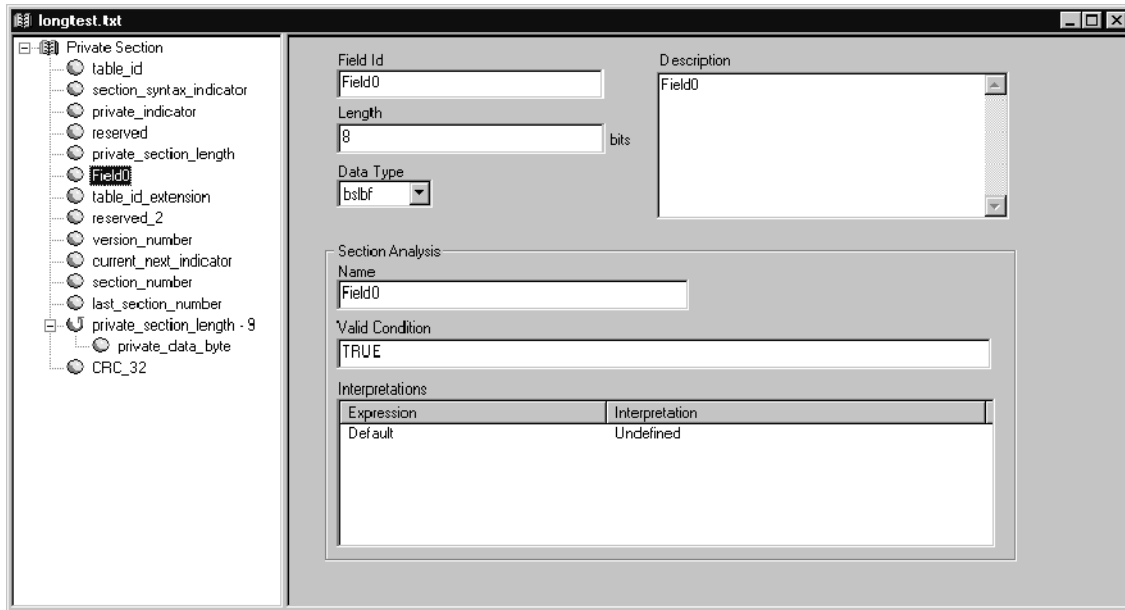 longtest.txt
Private Section
table_id
section_syntax_indicator
private_indicator
reserved
private_section_length
Field0
table_id_extension
reserved_2
version_number
current_next_indicator
section_number
last_section_number
private_section_length - 9
private_data_byte
CRC_32
Field Id
Field0
Length
8 bits
Data Type
bslbf
Description
Field0
Section Analysis
Name
Field0
Valid Condition
TRUE
Interpretations
Expression Interpretation
Default Undefined